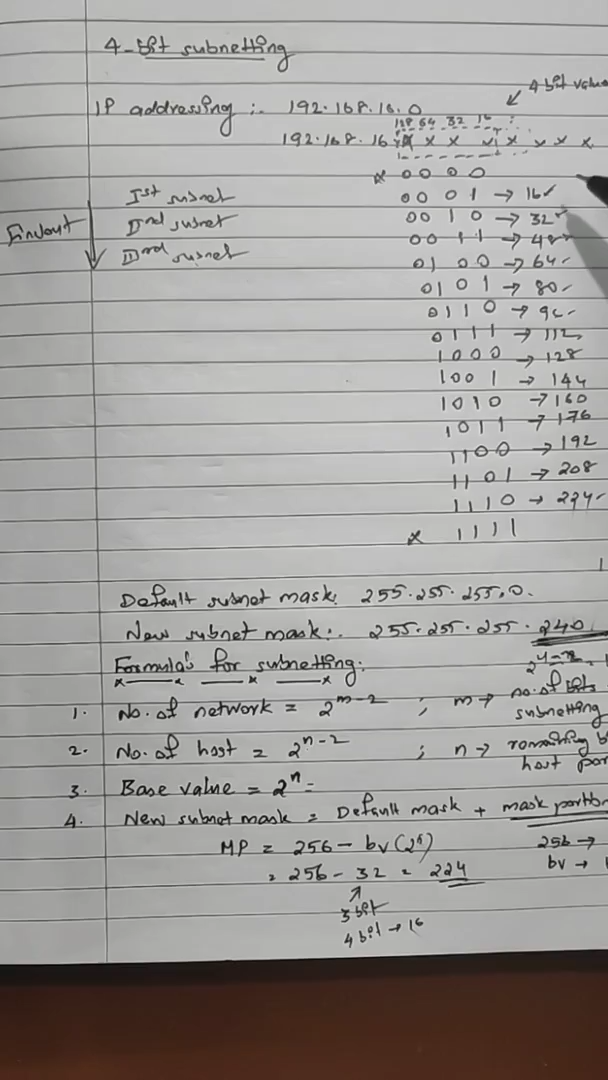 4-bit subnetting
4 bit value
IP addressing :- 192.168.16.0
128 64 32 16
192.168.16. x x x x x x x x
x 0 0 0 0
Ist subnet 0 0 0 1 → 16 ✓
IInd subnet 0 0 1 0 → 32 ✓
Findout
IIIrd subnet 0 0 1 1 → 48
0 1 0 0 → 64
0 1 0 1 → 80
0 1 1 0 → 96
0 1 1 1 → 112
1 0 0 0 → 128
1 0 0 1 → 144
1 0 1 0 → 160
1 0 1 1 → 176
1 1 0 0 → 192
1 1 0 1 → 208
1 1 1 0 → 224
x 1 1 1 1
Default subnet mask: 255.255.255.0.
New subnet mask:- 255.255.255.240
Formula's for subnetting:
1. No. of network = 2^m-2 ; m → no. of bits
subnetting
2. No. of host = 2^n-2 ; n → remaining b
host por
3. Base value = 2^n =
4. New subnet mask = Default mask + mask portion
MP = 256 - bv (2^n) 256 →
= 256 - 32 = 224 bv →
3 bit
4 bit → 16